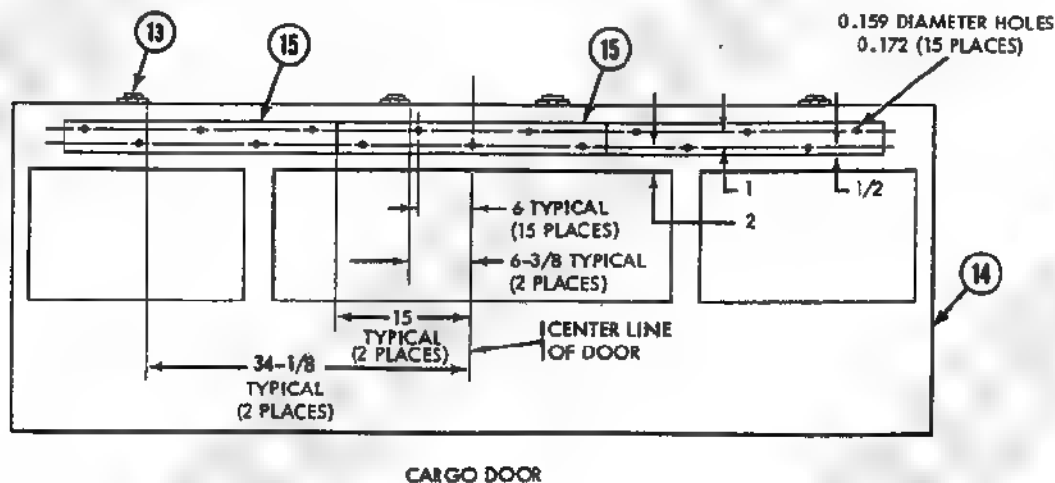 13
15
15
0.159 DIAMETER HOLES
0.172 (15 PLACES)
1
1/2
2
6 TYPICAL
(15 PLACES)
6-3/8 TYPICAL
(2 PLACES)
14
15
TYPICAL
(2 PLACES)
CENTER LINE
OF DOOR
34-1/8
TYPICAL
(2 PLACES)
CARGO DOOR